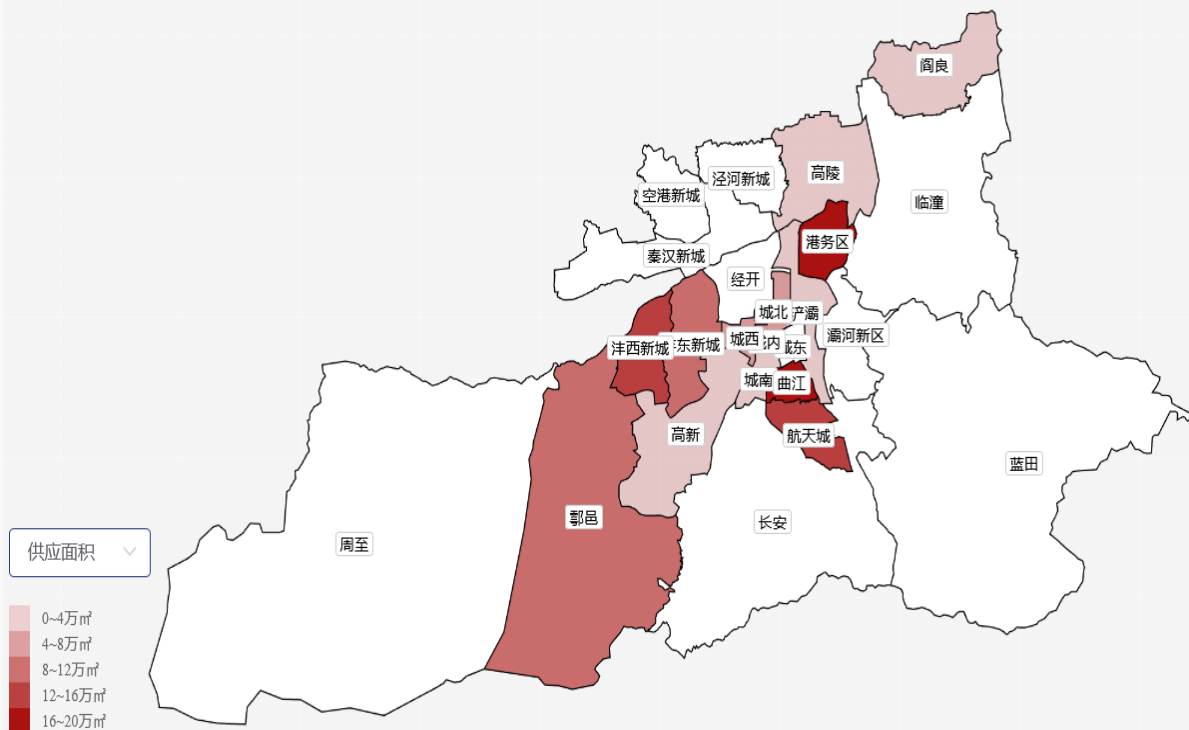 阎良
高陵
泾河新城
空港新城
临潼
港务区
秦汉新城
经开
城北
浐灞
灞河新区
沣西新城
沣东新城
城西
城内
城东
城南
曲江
高新
航天城
蓝田
鄠邑
长安
周至
供应面积
0~4万㎡
4~8万㎡
8~12万㎡
12~16万㎡
16~20万㎡